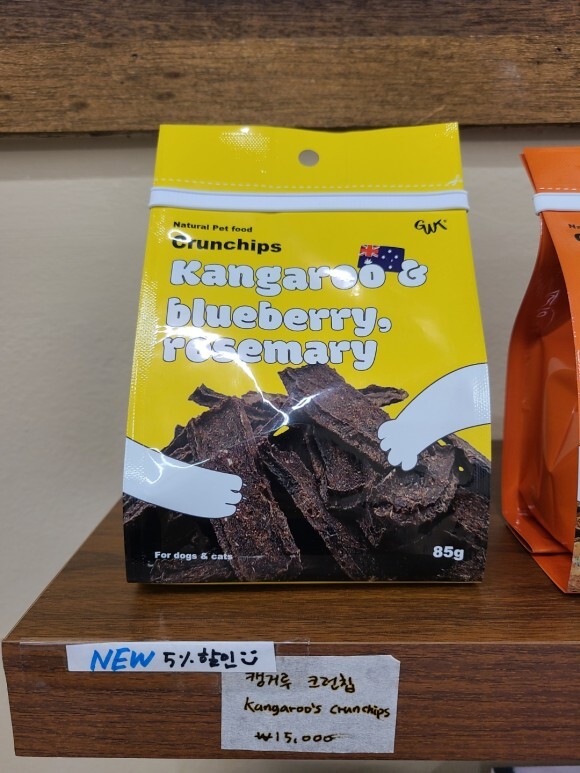 Natural Pet food
GWK®
Crunchips
Kangaroo &
blueberry,
rosemary
For dogs & cats
85g
NEW 5% 할인
캥거루 크런칩
Kangaroo's Crunchips
₩15,000